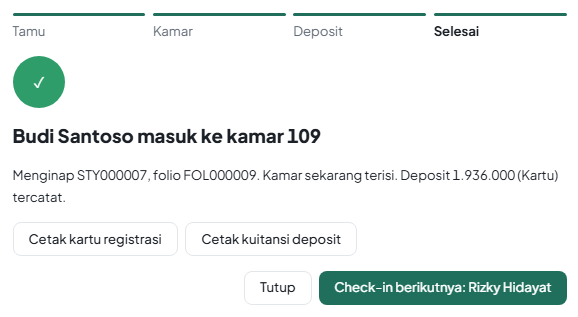 Tamu
Kamar
Deposit
Selesai
✓
Budi Santoso masuk ke kamar 109
Menginap STY000007, folio FOL000009. Kamar sekarang terisi. Deposit 1.936.000 (Kartu)
tercatat.
Cetak kartu registrasi
Cetak kuitansi deposit
Tutup
Check-in berikutnya: Rizky Hidayat